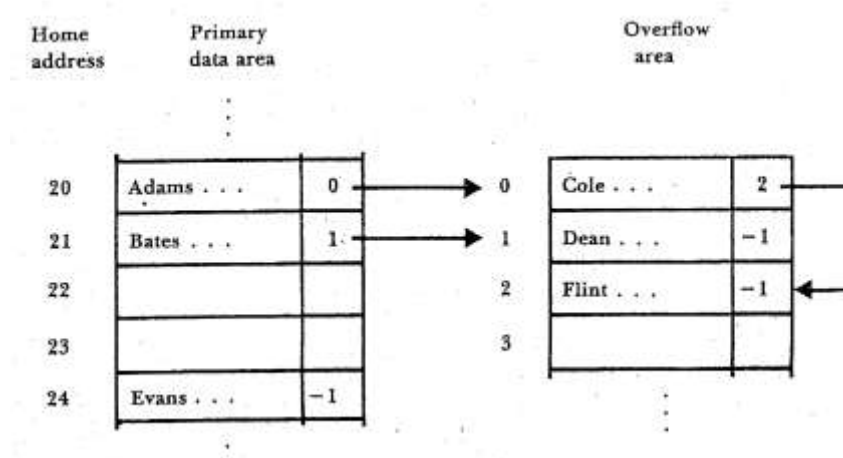 Home Primary Overflow
address data area area
20 Adams . . . 0 0 Cole . . . 2
21 Bates . . . 1 1 Dean . . . −1
22 2 Flint . . . −1
23 3
24 Evans . . . −1